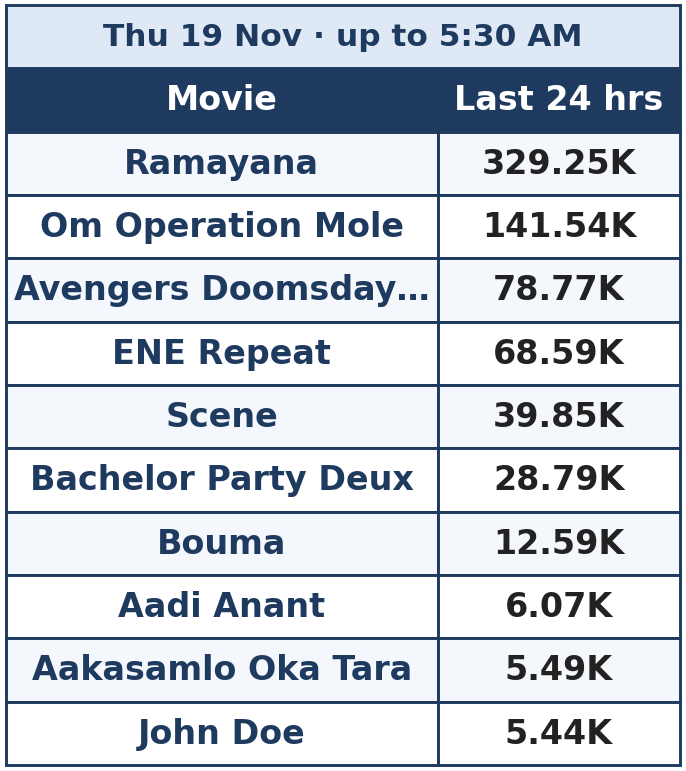 Thu 19 Nov · up to 5:30 AM
Movie Last 24 hrs
Ramayana 329.25K
Om Operation Mole 141.54K
Avengers Doomsday... 78.77K
ENE Repeat 68.59K
Scene 39.85K
Bachelor Party Deux 28.79K
Bouma 12.59K
Aadi Anant 6.07K
Aakasamlo Oka Tara 5.49K
John Doe 5.44K